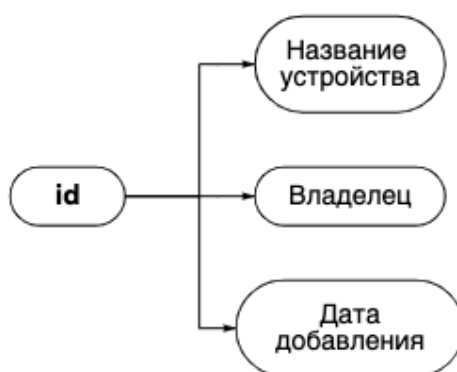 Название
устройства
id
Владелец
Дата
добавления